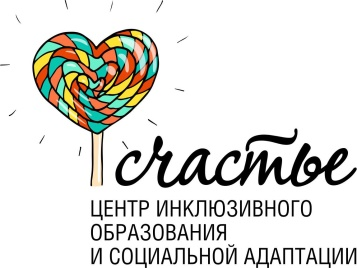 счастье
ЦЕНТР ИНКЛЮЗИВНОГО
ОБРАЗОВАНИЯ
И СОЦИАЛЬНОЙ АДАПТАЦИИ